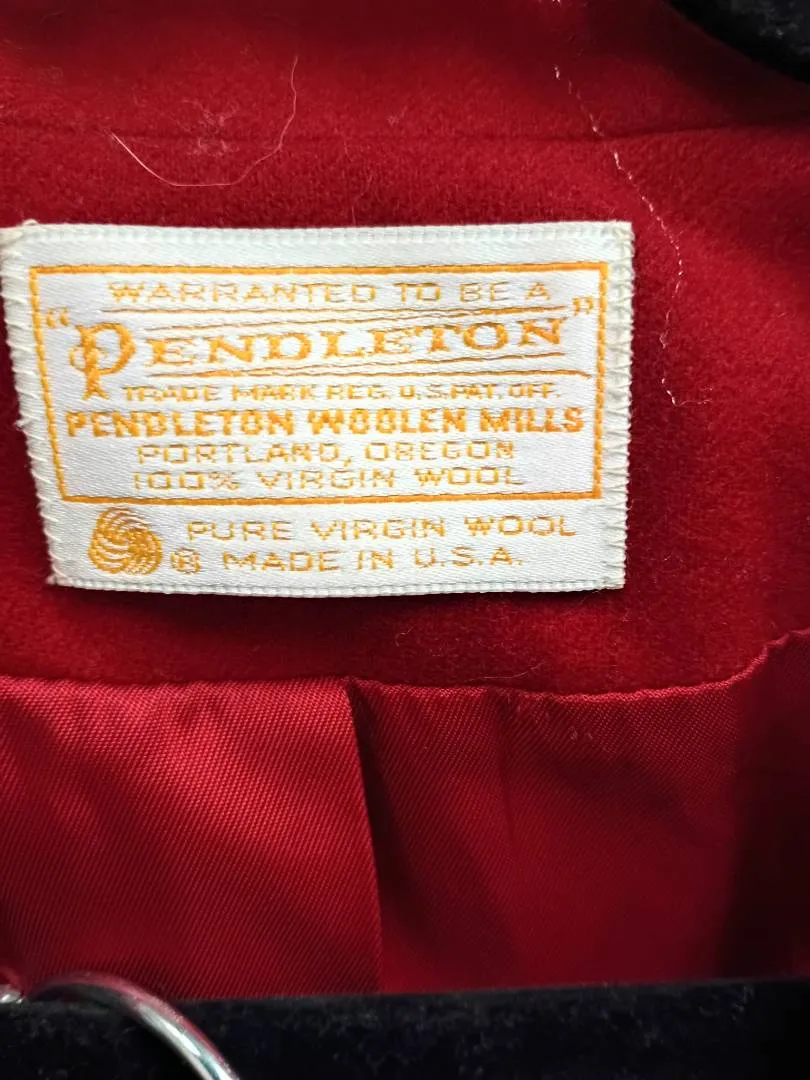 WARRANTED TO BE A
"PENDLETON"
TRADE MARK REG. U.S.PAT. OFF.
PENDLETON WOOLEN MILLS
PORTLAND, OREGON
100% VIRGIN WOOL
PURE VIRGIN WOOL
® MADE IN U.S.A.